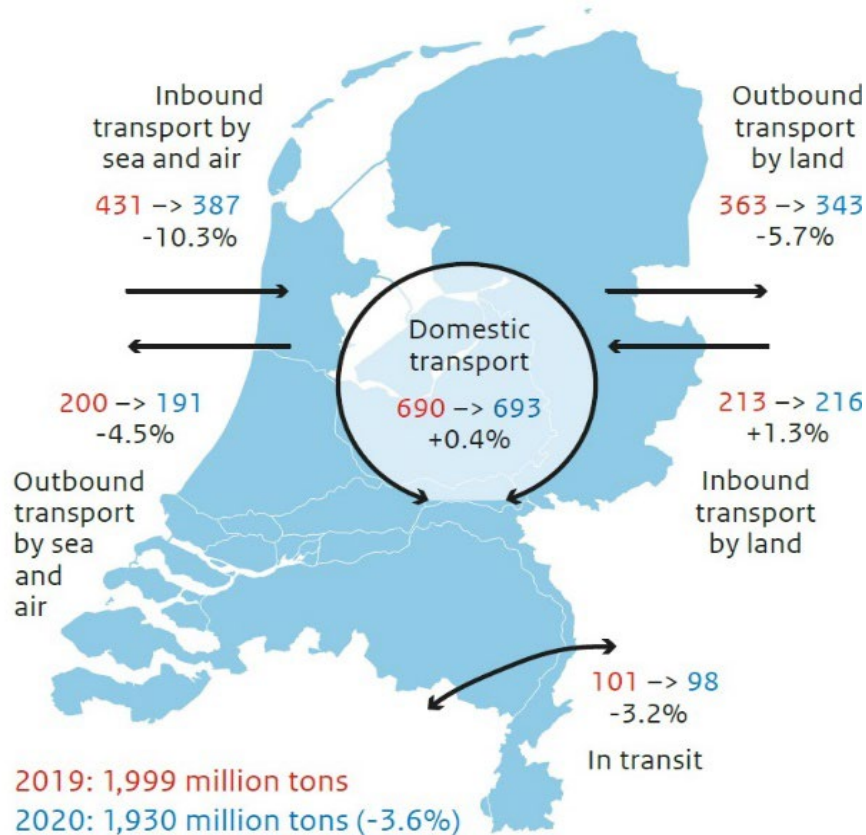 Inbound
transport by
sea and air
431 –> 387
-10.3%
Outbound
transport
by land
363 –> 343
-5.7%
Domestic
transport
690 –> 693
+0.4%
200 –> 191
-4.5%
Outbound
transport
by sea
and
air
213 –> 216
+1.3%
Inbound
transport
by land
101 –> 98
-3.2%
In transit
2019: 1,999 million tons
2020: 1,930 million tons (-3.6%)